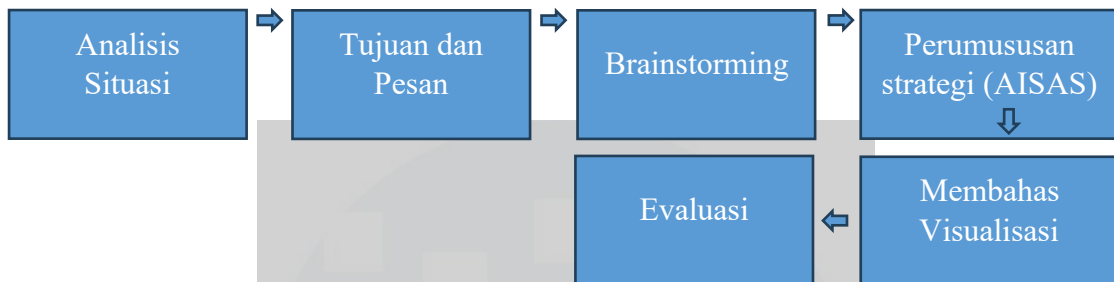 Analisis
Situasi
Tujuan dan
Pesan
Brainstorming
Perumususan
strategi (AISAS)
Membahas
Visualisasi
Evaluasi